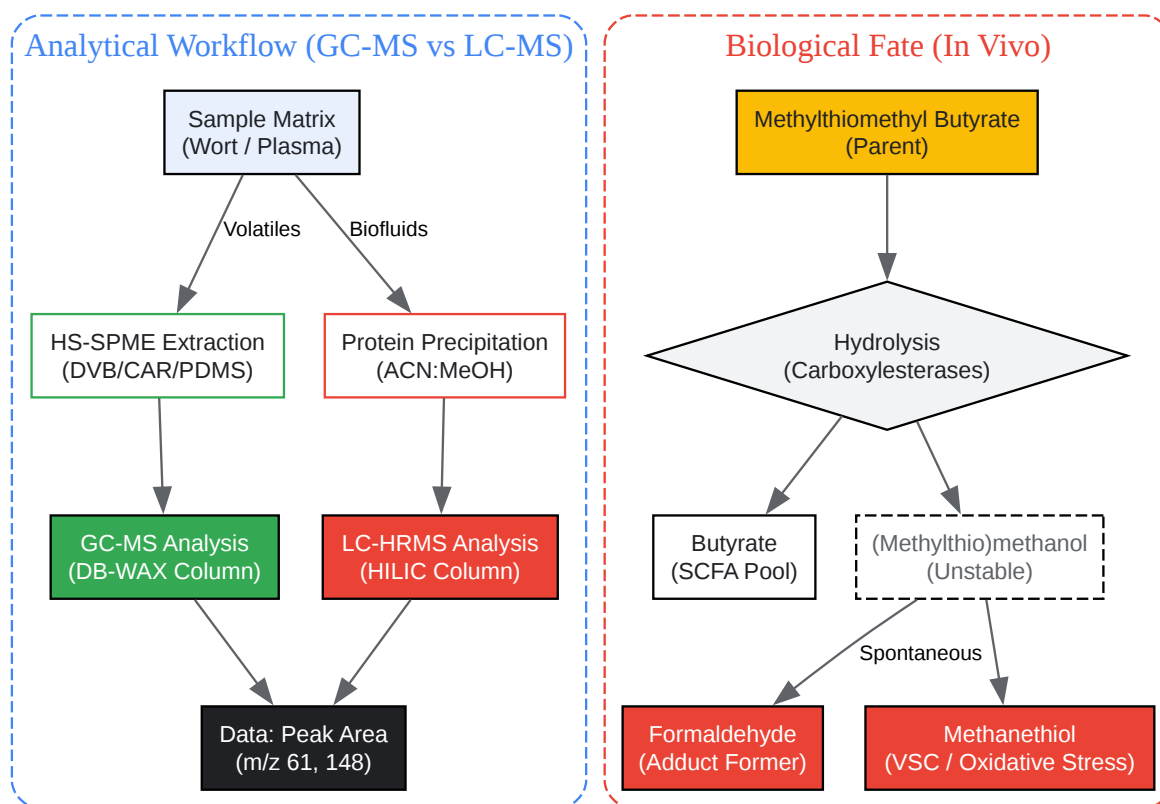 Analytical Workflow (GC-MS vs LC-MS)
Sample Matrix
(Wort / Plasma)
Volatiles
Biofluids
HS-SPME Extraction
(DVB/CAR/PDMS)
Protein Precipitation
(ACN:MeOH)
GC-MS Analysis
(DB-WAX Column)
LC-HRMS Analysis
(HILIC Column)
Data: Peak Area
(m/z 61, 148)
Biological Fate (In Vivo)
Methylthiomethyl Butyrate
(Parent)
Hydrolysis
(Carboxylesterases)
Butyrate
(SCFA Pool)
(Methylthio)methanol
(Unstable)
Spontaneous
Formaldehyde
(Adduct Former)
Methanethiol
(VSC / Oxidative Stress)